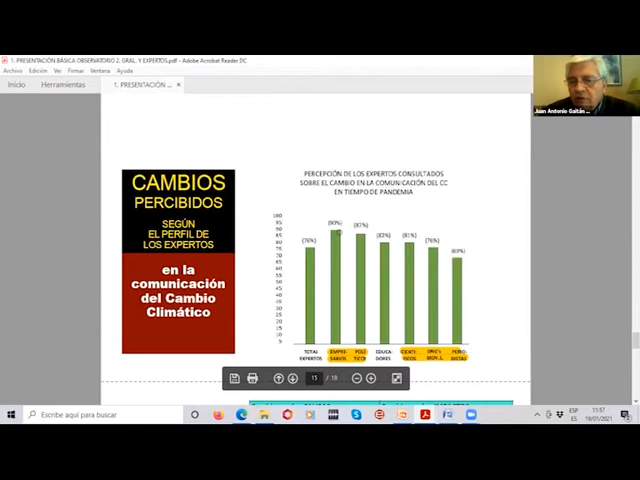 1. PRESENTACIÓN BÁSICA OBSERVATORIO 2. GRAL. Y EXPERTOS.pdf - Adobe Acrobat Reader DC
Archivo Edición Ver Firmar Ventana Ayuda
Inicio Herramientas 1. PRESENTACIÓN ... ×
Juan Antonio Gaitán ...
CAMBIOS
PERCIBIDOS
SEGÚN
EL PERFIL DE
LOS EXPERTOS
en la
comunicación
del Cambio
Climático
PERCEPCIÓN DE LOS EXPERTOS CONSULTADOS
SOBRE EL CAMBIO EN LA COMUNICACIÓN DEL CC
EN TIEMPO DE PANDEMIA
100
95
90
85
80
75
70
65
60
55
50
45
40
35
30
25
20
15
10
5
(76%) (90%) (87%) (82%) (81%) (76%) (69%)
TOTAL EXPERTOS
EMPRE-SARIOS
POLÍ-TICOS
EDUCA-DORES
CIENTÍ-FICOS
PERIO-DISTAS
15 / 18
Escribe aquí para buscar
ESP
ES
11:57
19/01/2021